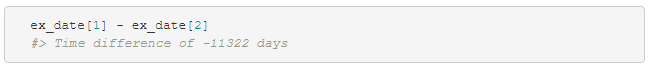 ex_date[1] - ex_date[2]
#> Time difference of -11322 days